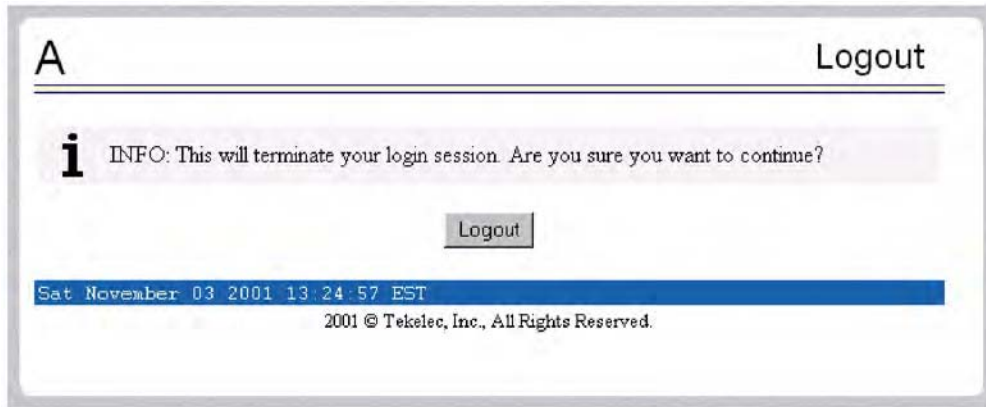 A Logout
i INFO: This will terminate your login session. Are you sure you want to continue?
Logout
Sat November 03 2001 13:24:57 EST
2001 © Tekelec, Inc., All Rights Reserved.